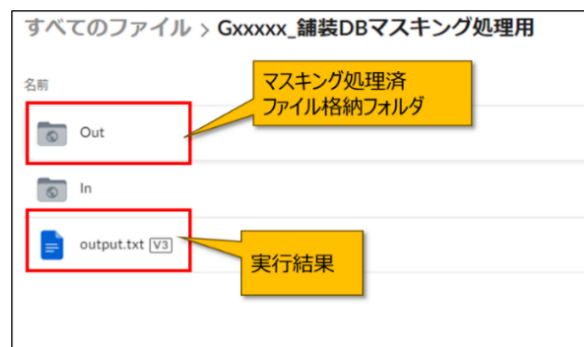 すべてのファイル > Gxxxxx_舗装DBマスキング処理用
名前
マスキング処理済
ファイル格納フォルダ
Out
In
output.txt V3
実行結果